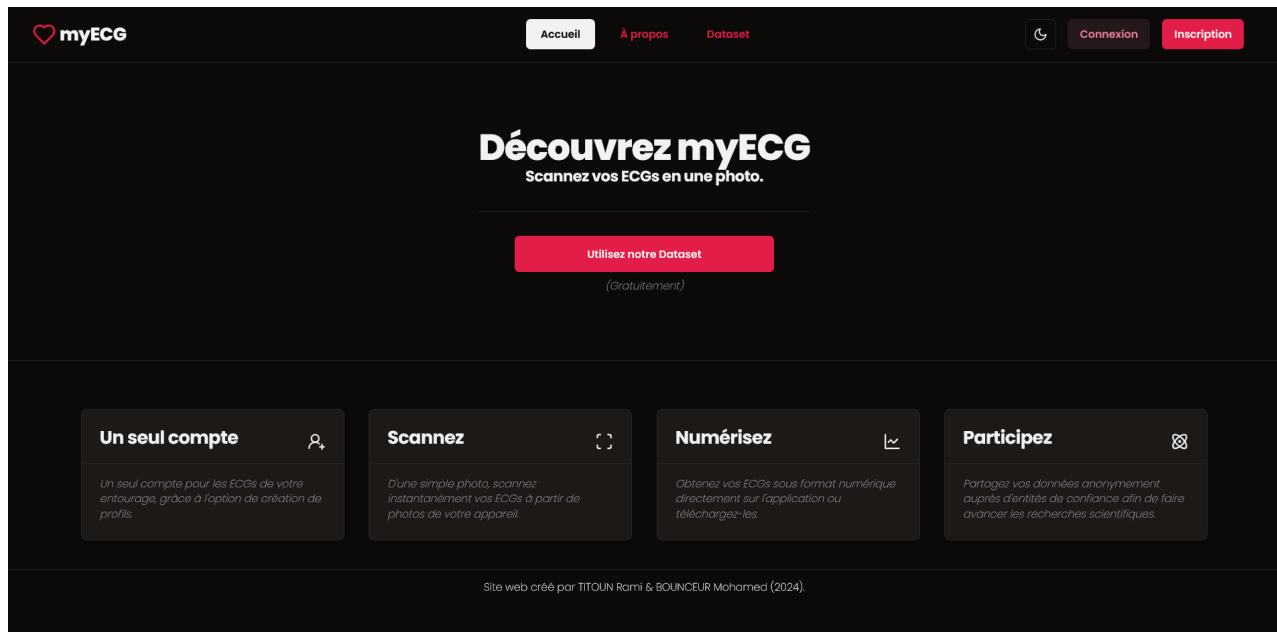 myECG
Accueil
À propos
Dataset
Connexion
Inscription
Découvrez myECG
Scannez vos ECGs en une photo.
Utilisez notre Dataset
(Gratuitement)
Un seul compte
Un seul compte pour les ECGs de votre
entourage, grâce à l'option de création de
profils.
Scannez
D'une simple photo, scannez
instantanément vos ECGs à partir de
photos de votre appareil.
Numérisez
Obtenez vos ECGs sous format numérique
directement sur l'application ou
téléchargez-les.
Participez
Partagez vos données anonymement
auprès d'entités de confiance afin de faire
avancer les recherches scientifiques.
Site web créé par TITOUN Rami & BOUNCEUR Mohamed (2024).